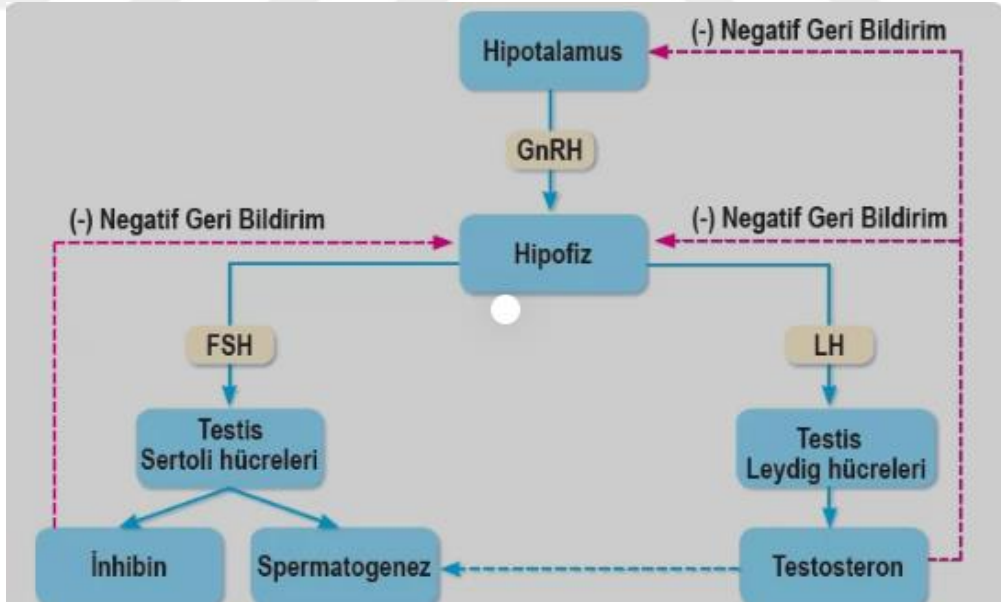 (-) Negatif Geri Bildirim
Hipotalamus
GnRH
(-) Negatif Geri Bildirim
(-) Negatif Geri Bildirim
Hipofiz
FSH
LH
Testis
Sertoli hücreleri
Testis
Leydig hücreleri
İnhibin
Spermatogenez
Testosteron